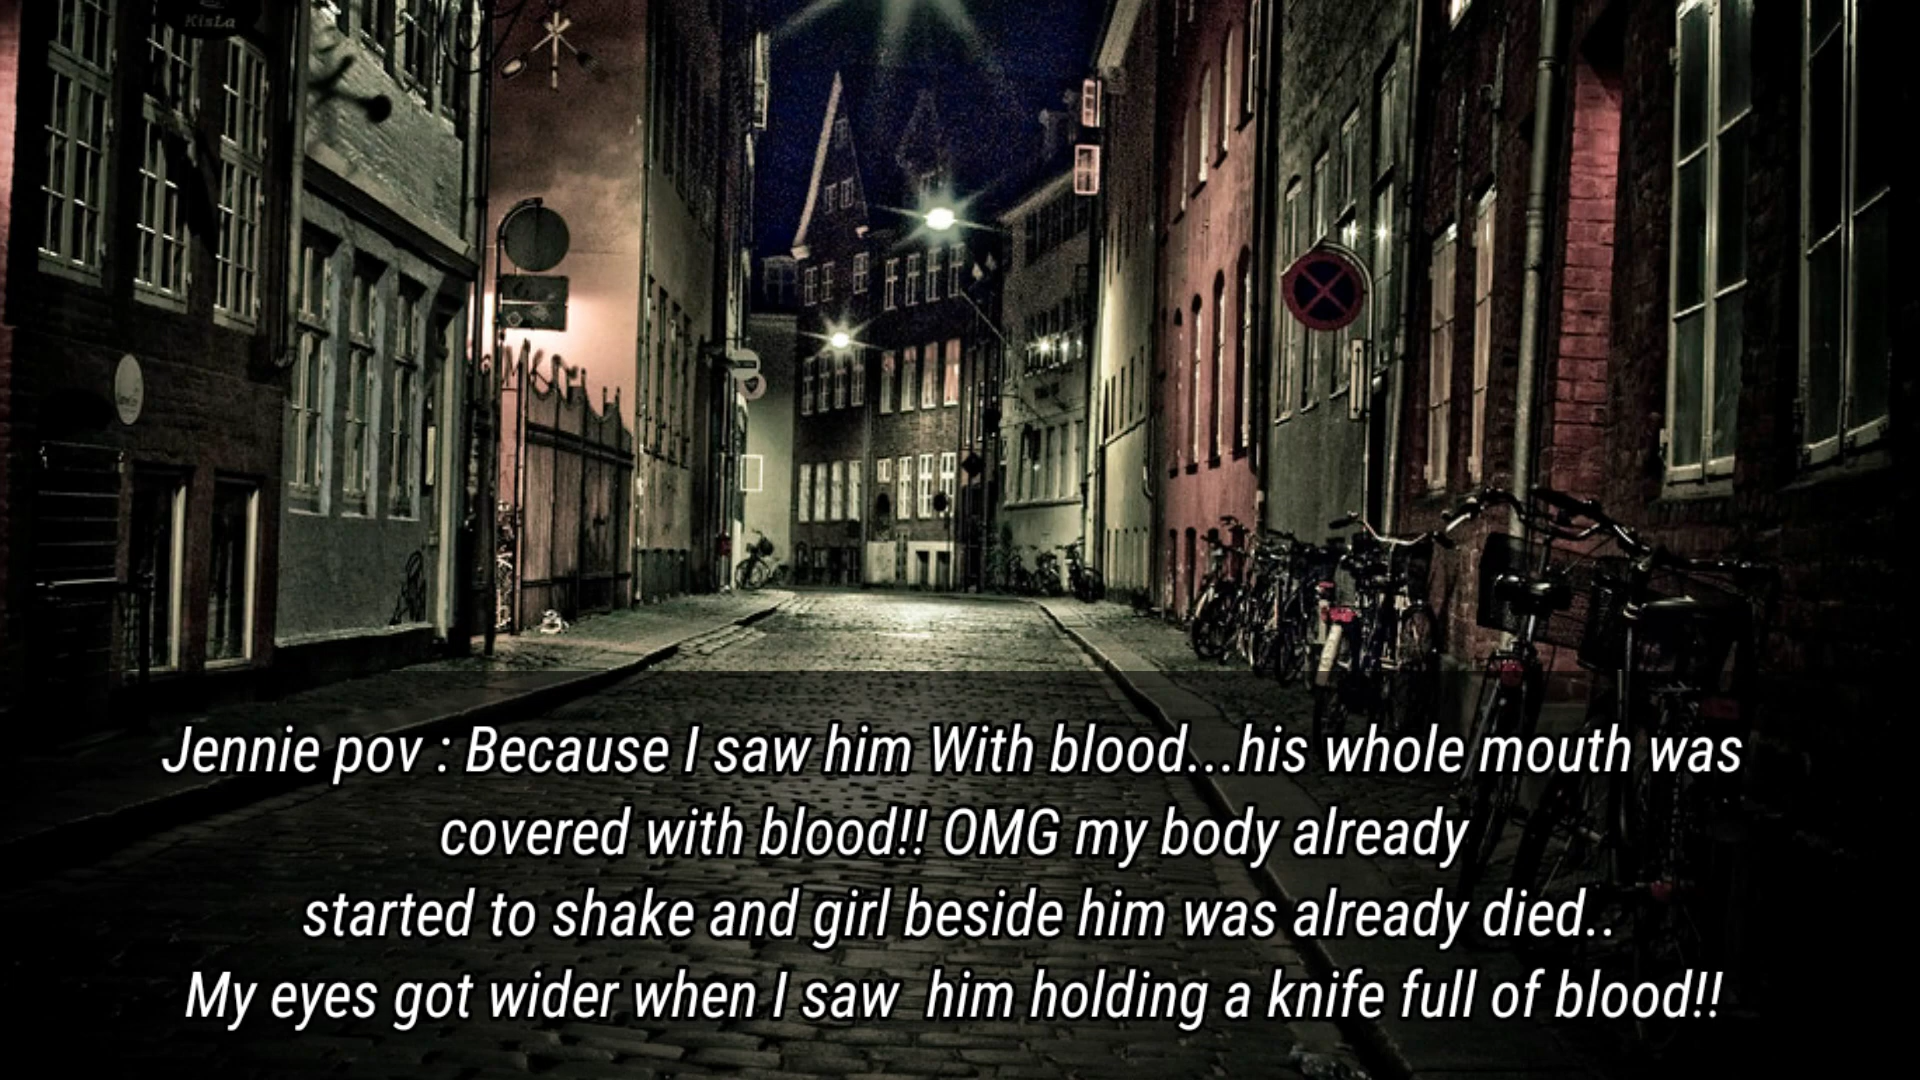 KisLa
Jennie pov : Because I saw him With blood...his whole mouth was
covered with blood!! OMG my body already
started to shake and girl beside him was already died..
My eyes got wider when I saw  him holding a knife full of blood!!